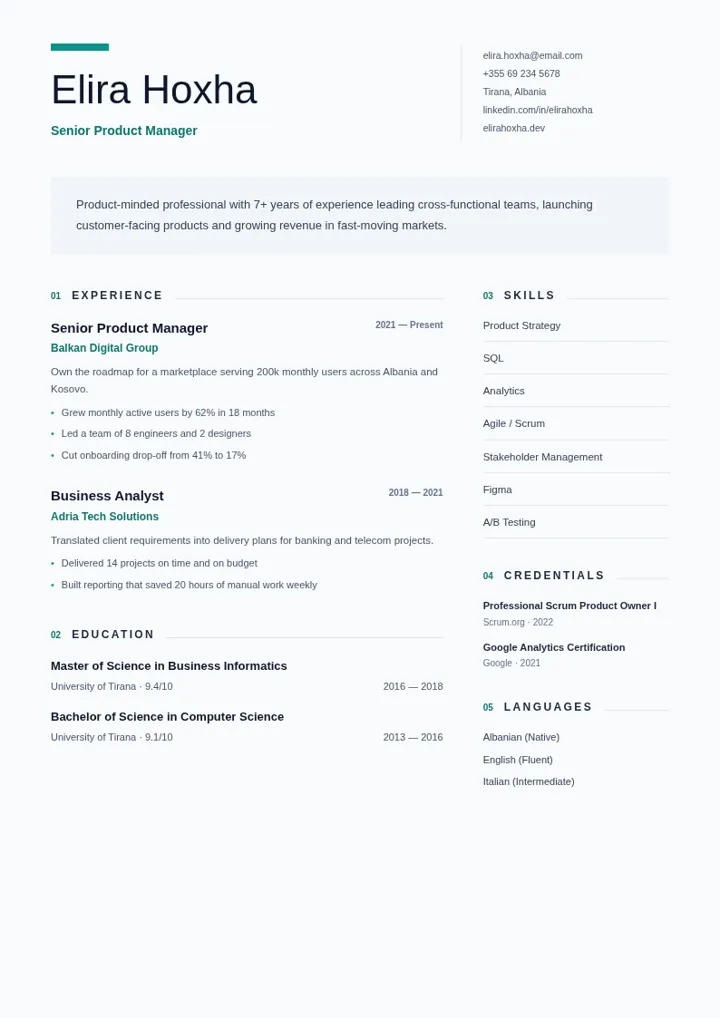 Elira Hoxha
Senior Product Manager
elira.hoxha@email.com
+355 69 234 5678
Tirana, Albania
linkedin.com/in/elirahoxha
elirahoxha.dev
Product-minded professional with 7+ years of experience leading cross-functional teams, launching
customer-facing products and growing revenue in fast-moving markets.
01 EXPERIENCE
Senior Product Manager 2021 — Present
Balkan Digital Group
Own the roadmap for a marketplace serving 200k monthly users across Albania and
Kosovo.
• Grew monthly active users by 62% in 18 months
• Led a team of 8 engineers and 2 designers
• Cut onboarding drop-off from 41% to 17%
Business Analyst 2018 — 2021
Adria Tech Solutions
Translated client requirements into delivery plans for banking and telecom projects.
• Delivered 14 projects on time and on budget
• Built reporting that saved 20 hours of manual work weekly
02 EDUCATION
Master of Science in Business Informatics
University of Tirana · 9.4/10 2016 — 2018
Bachelor of Science in Computer Science
University of Tirana · 9.1/10 2013 — 2016
03 SKILLS
Product Strategy
SQL
Analytics
Agile / Scrum
Stakeholder Management
Figma
A/B Testing
04 CREDENTIALS
Professional Scrum Product Owner I
Scrum.org · 2022
Google Analytics Certification
Google · 2021
05 LANGUAGES
Albanian (Native)
English (Fluent)
Italian (Intermediate)